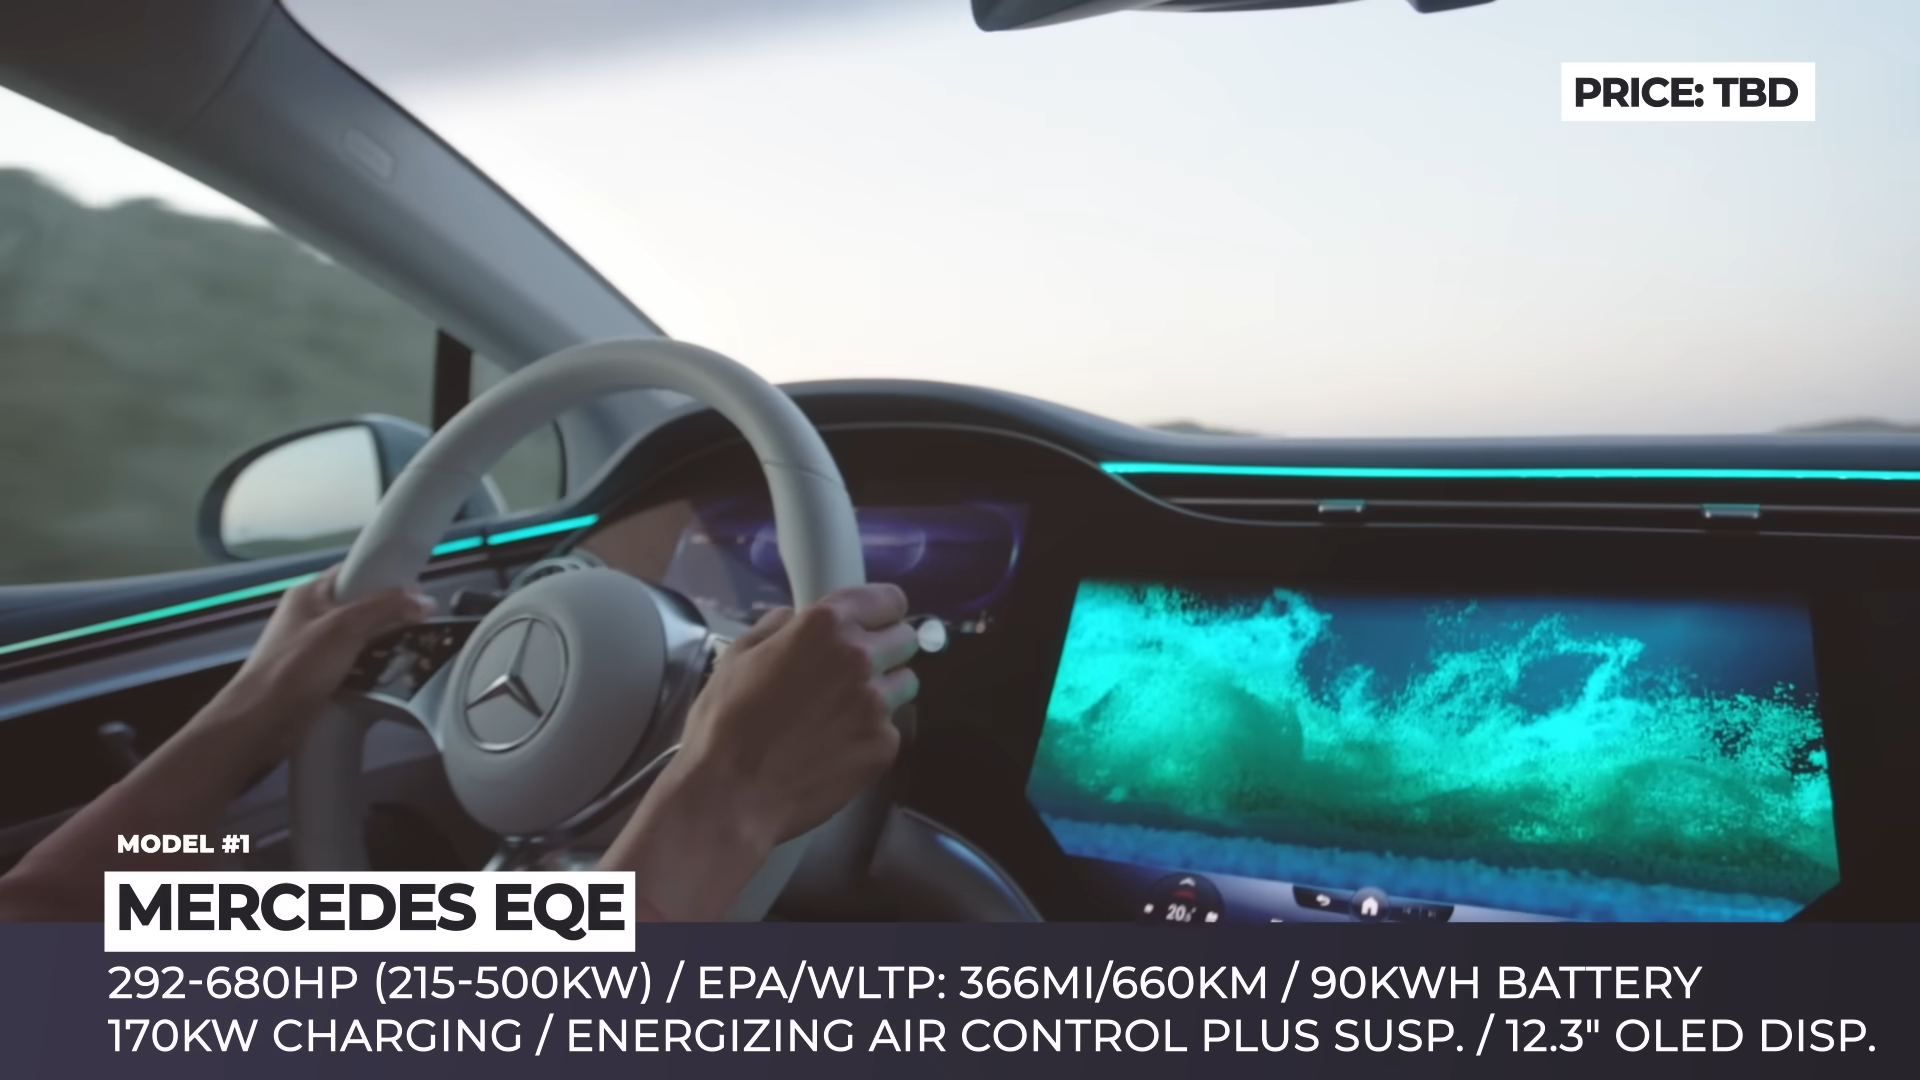 PRICE: TBD
MODEL #1
MERCEDES EQE
292-680HP (215-500KW) / EPA/WLTP: 366MI/660KM / 90KWH BATTERY
170KW CHARGING / ENERGIZING AIR CONTROL PLUS SUSP. / 12.3" OLED DISP.